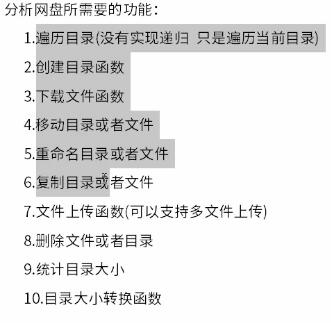 分析网盘所需要的功能：
1.遍历目录(没有实现递归 只是遍历当前目录)
2.创建目录函数
3.下载文件函数
4.移动目录或者文件
5.重命名目录或者文件
6.复制目录或者文件
7.文件上传函数(可以支持多文件上传)
8.删除文件或者目录
9.统计目录大小
10.目录大小转换函数